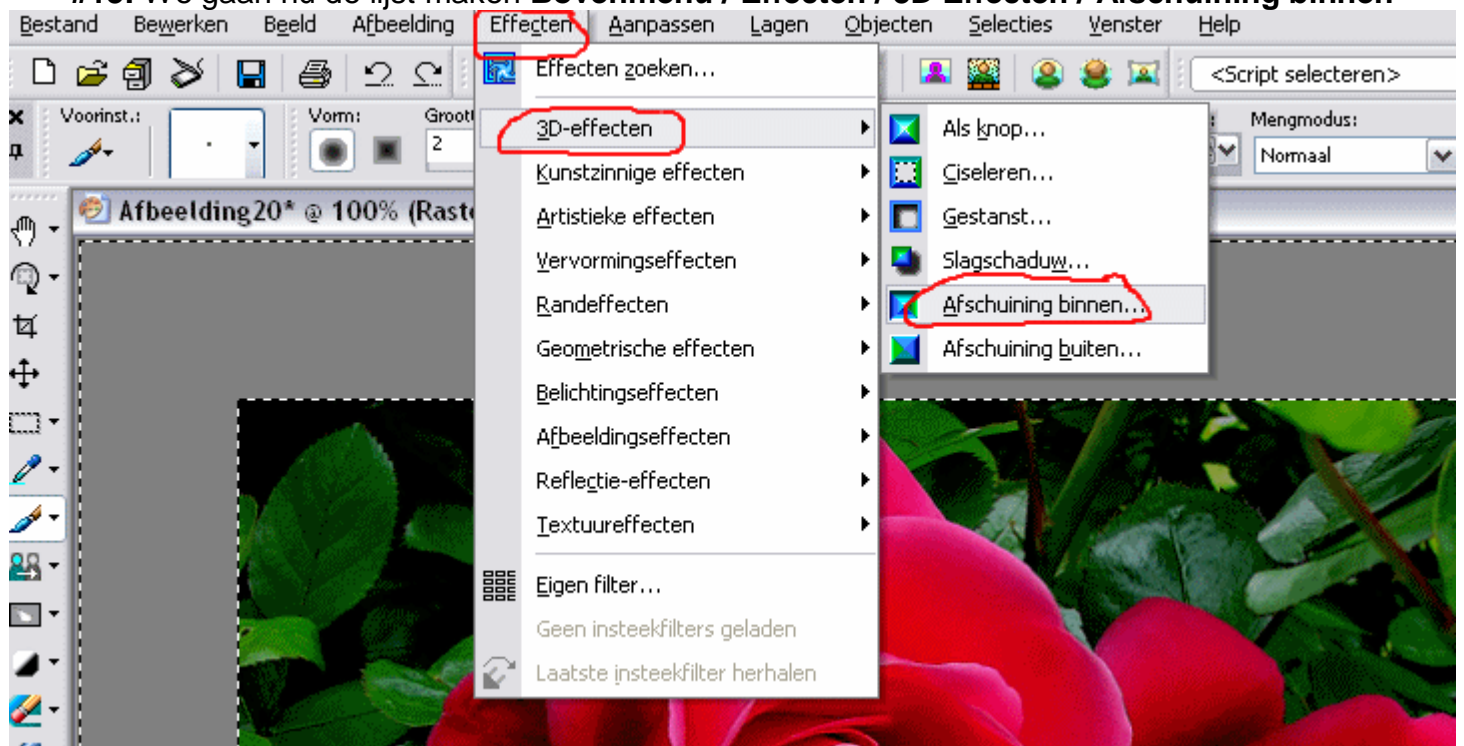 We gaan nu de lijst maken Bovenmenu / Effecten / 3D Effecten / Afschuining binnen
Bestand Bewerken Beeld Afbeelding Effecten Aanpassen Lagen Objecten Selecties Venster Help
Effecten zoeken...
<Script selecteren>
Voorinst.: Vorm: Mengmodus:
3D-effecten
Als knop...
2
Normaal
Kunstzinnige effecten
Ciseleren...
Afbeelding20* @ 100%
Artistieke effecten
Gestanst...
Vervormingseffecten
Slagschaduw...
Randeffecten
Afschuining binnen...
Geometrische effecten
Afschuining buiten...
Belichtingseffecten
Afbeeldingseffecten
Reflectie-effecten
Textuureffecten
Eigen filter...
Geen insteekfilters geladen
Laatste insteekfilter herhalen